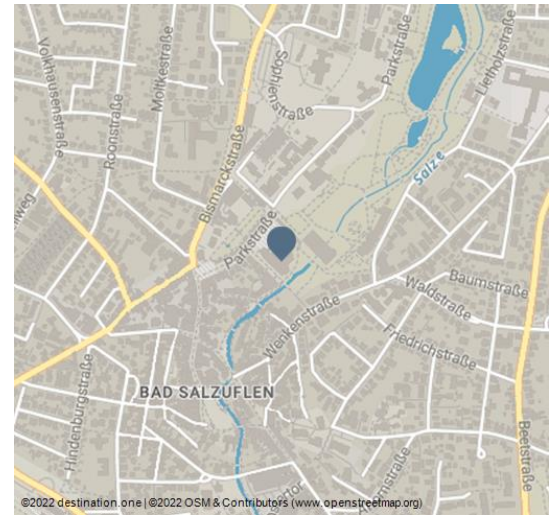 Volkhausenstraße
Roonstraße
Moltkestraße
Sophienstraße
Parkstraße
Lietholzstraße
Bismarckstraße
Salze
Parkstraße
Baumstraße
Waldstraße
Wenkenstraße
Friedrichstraße
BAD SALZUFLEN
Hindenburgstraße
Beetstraße
©2022 destination.one | ©2022 OSM & Contributors (www.openstreetmap.org)